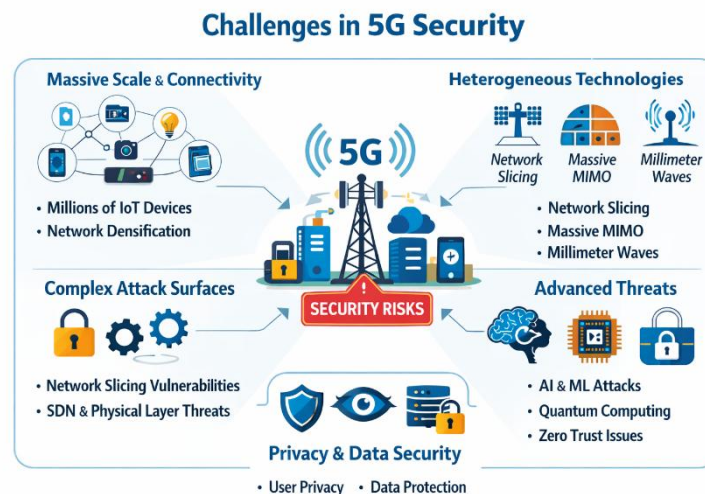 Challenges in 5G Security
Massive Scale & Connectivity
• Millions of IoT Devices
• Network Densification
Heterogeneous Technologies
Network Slicing
Massive MIMO
Millimeter Waves
• Network Slicing
• Massive MIMO
• Millimeter Waves
5G
SECURITY RISKS
Complex Attack Surfaces
• Network Slicing Vulnerabilities
• SDN & Physical Layer Threats
Advanced Threats
• AI & ML Attacks
• Quantum Computing
• Zero Trust Issues
Privacy & Data Security
• User Privacy • Data Protection